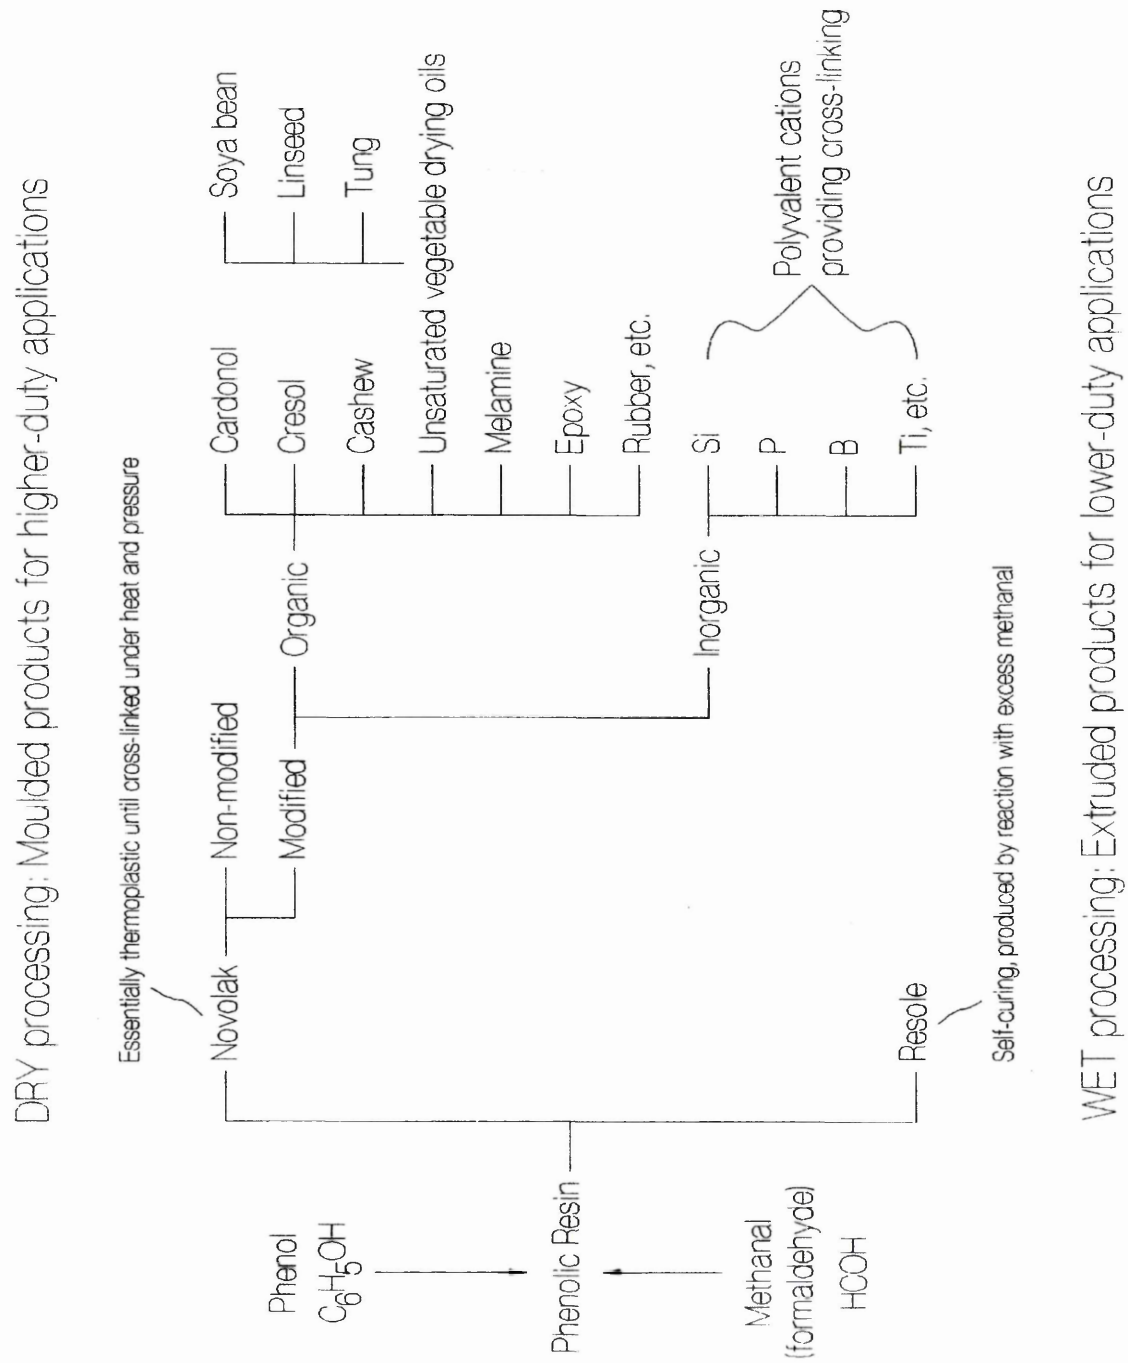 DRY processing: Moulded products for higher-duty applications
Essentially thermoplastic until cross-linked under heat and pressure
Phenol
C6H5OH
Phenolic Resin
Methanal
(formaldehyde)
HCOH
Novolak
Non-modified
Modified
Organic
Cardonol
Cresol
Cashew
Unsaturated vegetable drying oils
Melamine
Epoxy
Rubber, etc.
Soya bean
Linseed
Tung
Inorganic
Si
P
B
Ti, etc.
Polyvalent cations
providing cross-linking
Resole
Self-curing, produced by reaction with excess methanal
WET processing: Extruded products for lower-duty applications